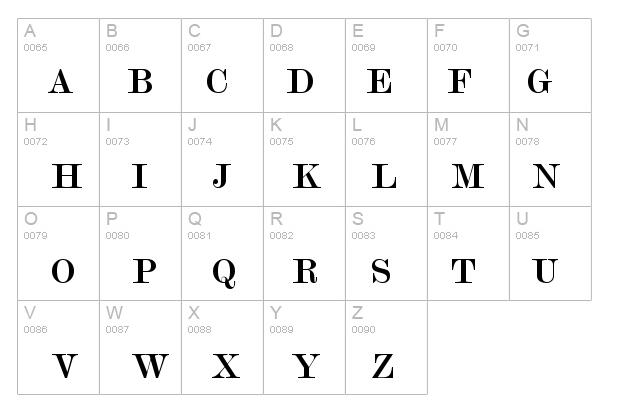 A B C D E F G
0065 0066 0067 0068 0069 0070 0071
A B C D E F G
H I J K L M N
0072 0073 0074 0075 0076 0077 0078
H I J K L M N
O P Q R S T U
0079 0080 0081 0082 0083 0084 0085
O P Q R S T U
V W X Y Z
0086 0087 0088 0089 0090
V W X Y Z